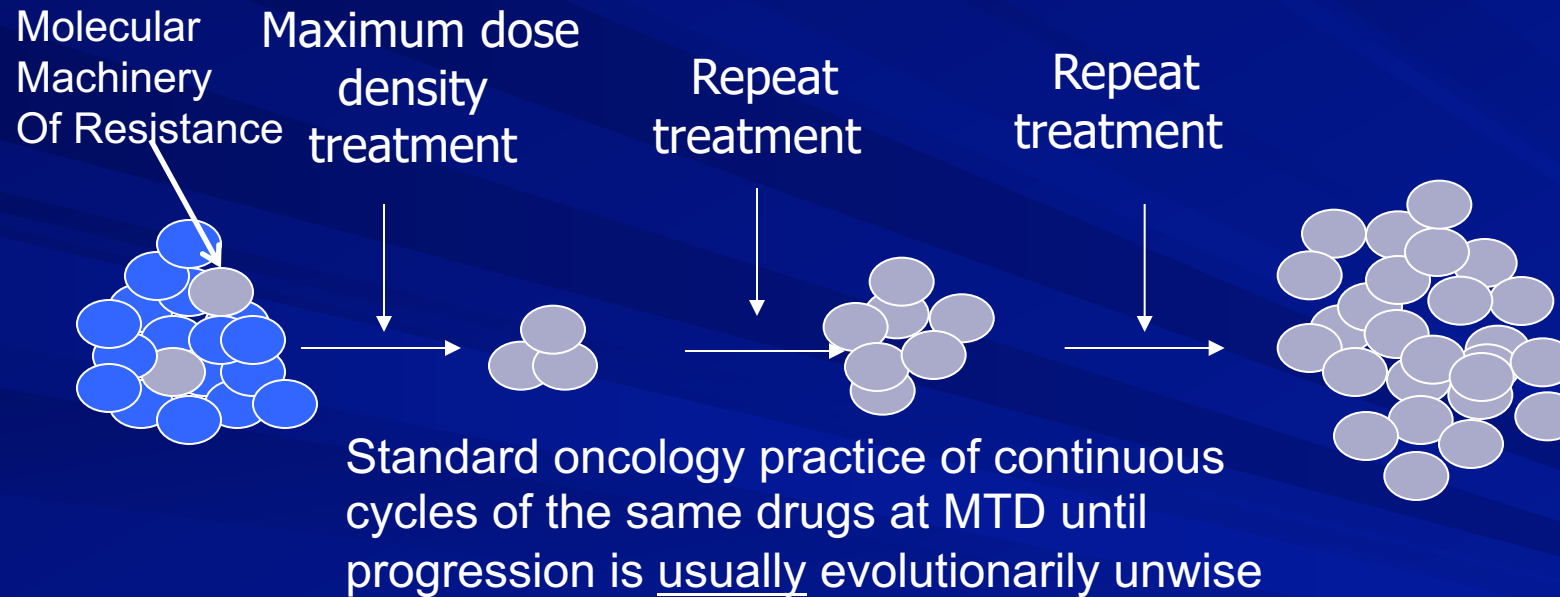 Molecular
Machinery
Of Resistance
Maximum dose
density
treatment
Repeat
treatment
Repeat
treatment
Standard oncology practice of continuous
cycles of the same drugs at MTD until
progression is usually evolutionarily unwise